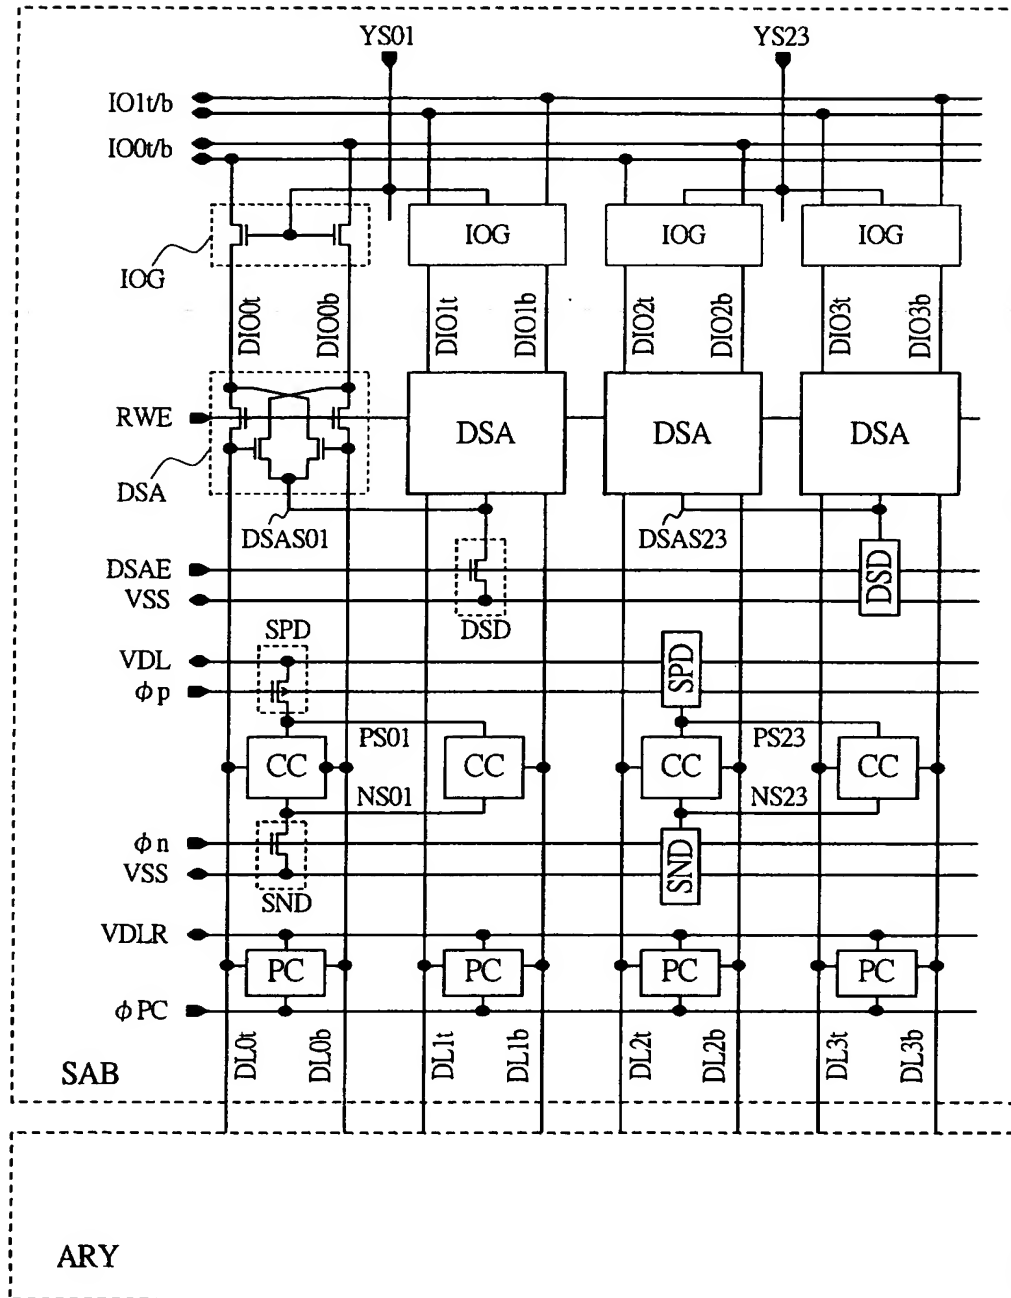 YS01 YS23
IO1t/b
IO0t/b
IOG IOG IOG
IOG
DIO0t DIO0b DIO1t DIO1b DIO2t DIO2b DIO3t DIO3b
RWE DSA DSA DSA
DSA
DSAS01 DSAS23
DSAE DSD
VSS
SPD DSD
VDL SPD
φp
PS01 PS23
CC CC CC CC
NS01 NS23
φn
VSS SND
SND
VDLR
PC PC PC PC
φPC
DL0t DL0b DL1t DL1b DL2t DL2b DL3t DL3b
SAB
ARY